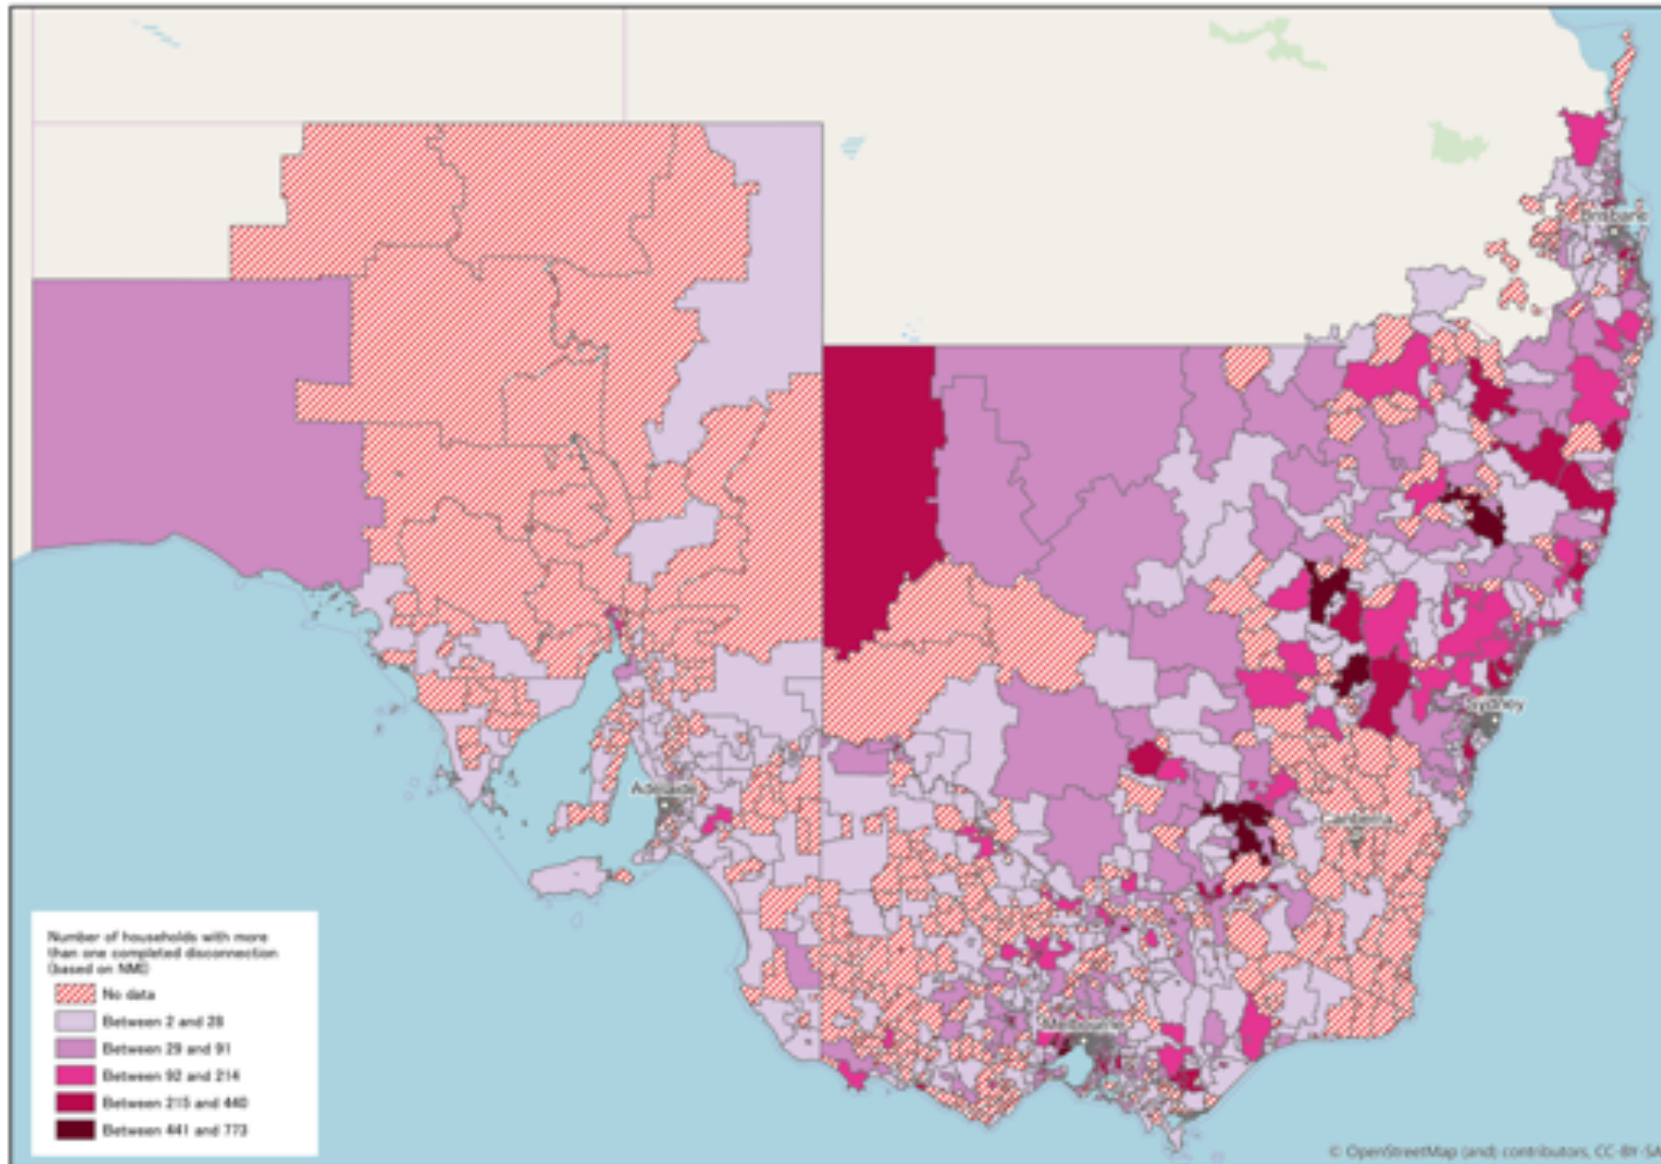 Brisbane
Sydney
Adelaide
Canberra
Melbourne
Number of households with more
than one completed disconnection
(based on NMI)
No data
Between 2 and 28
Between 29 and 91
Between 92 and 214
Between 215 and 440
Between 441 and 773
© OpenStreetMap (and) contributors, CC-BY-SA